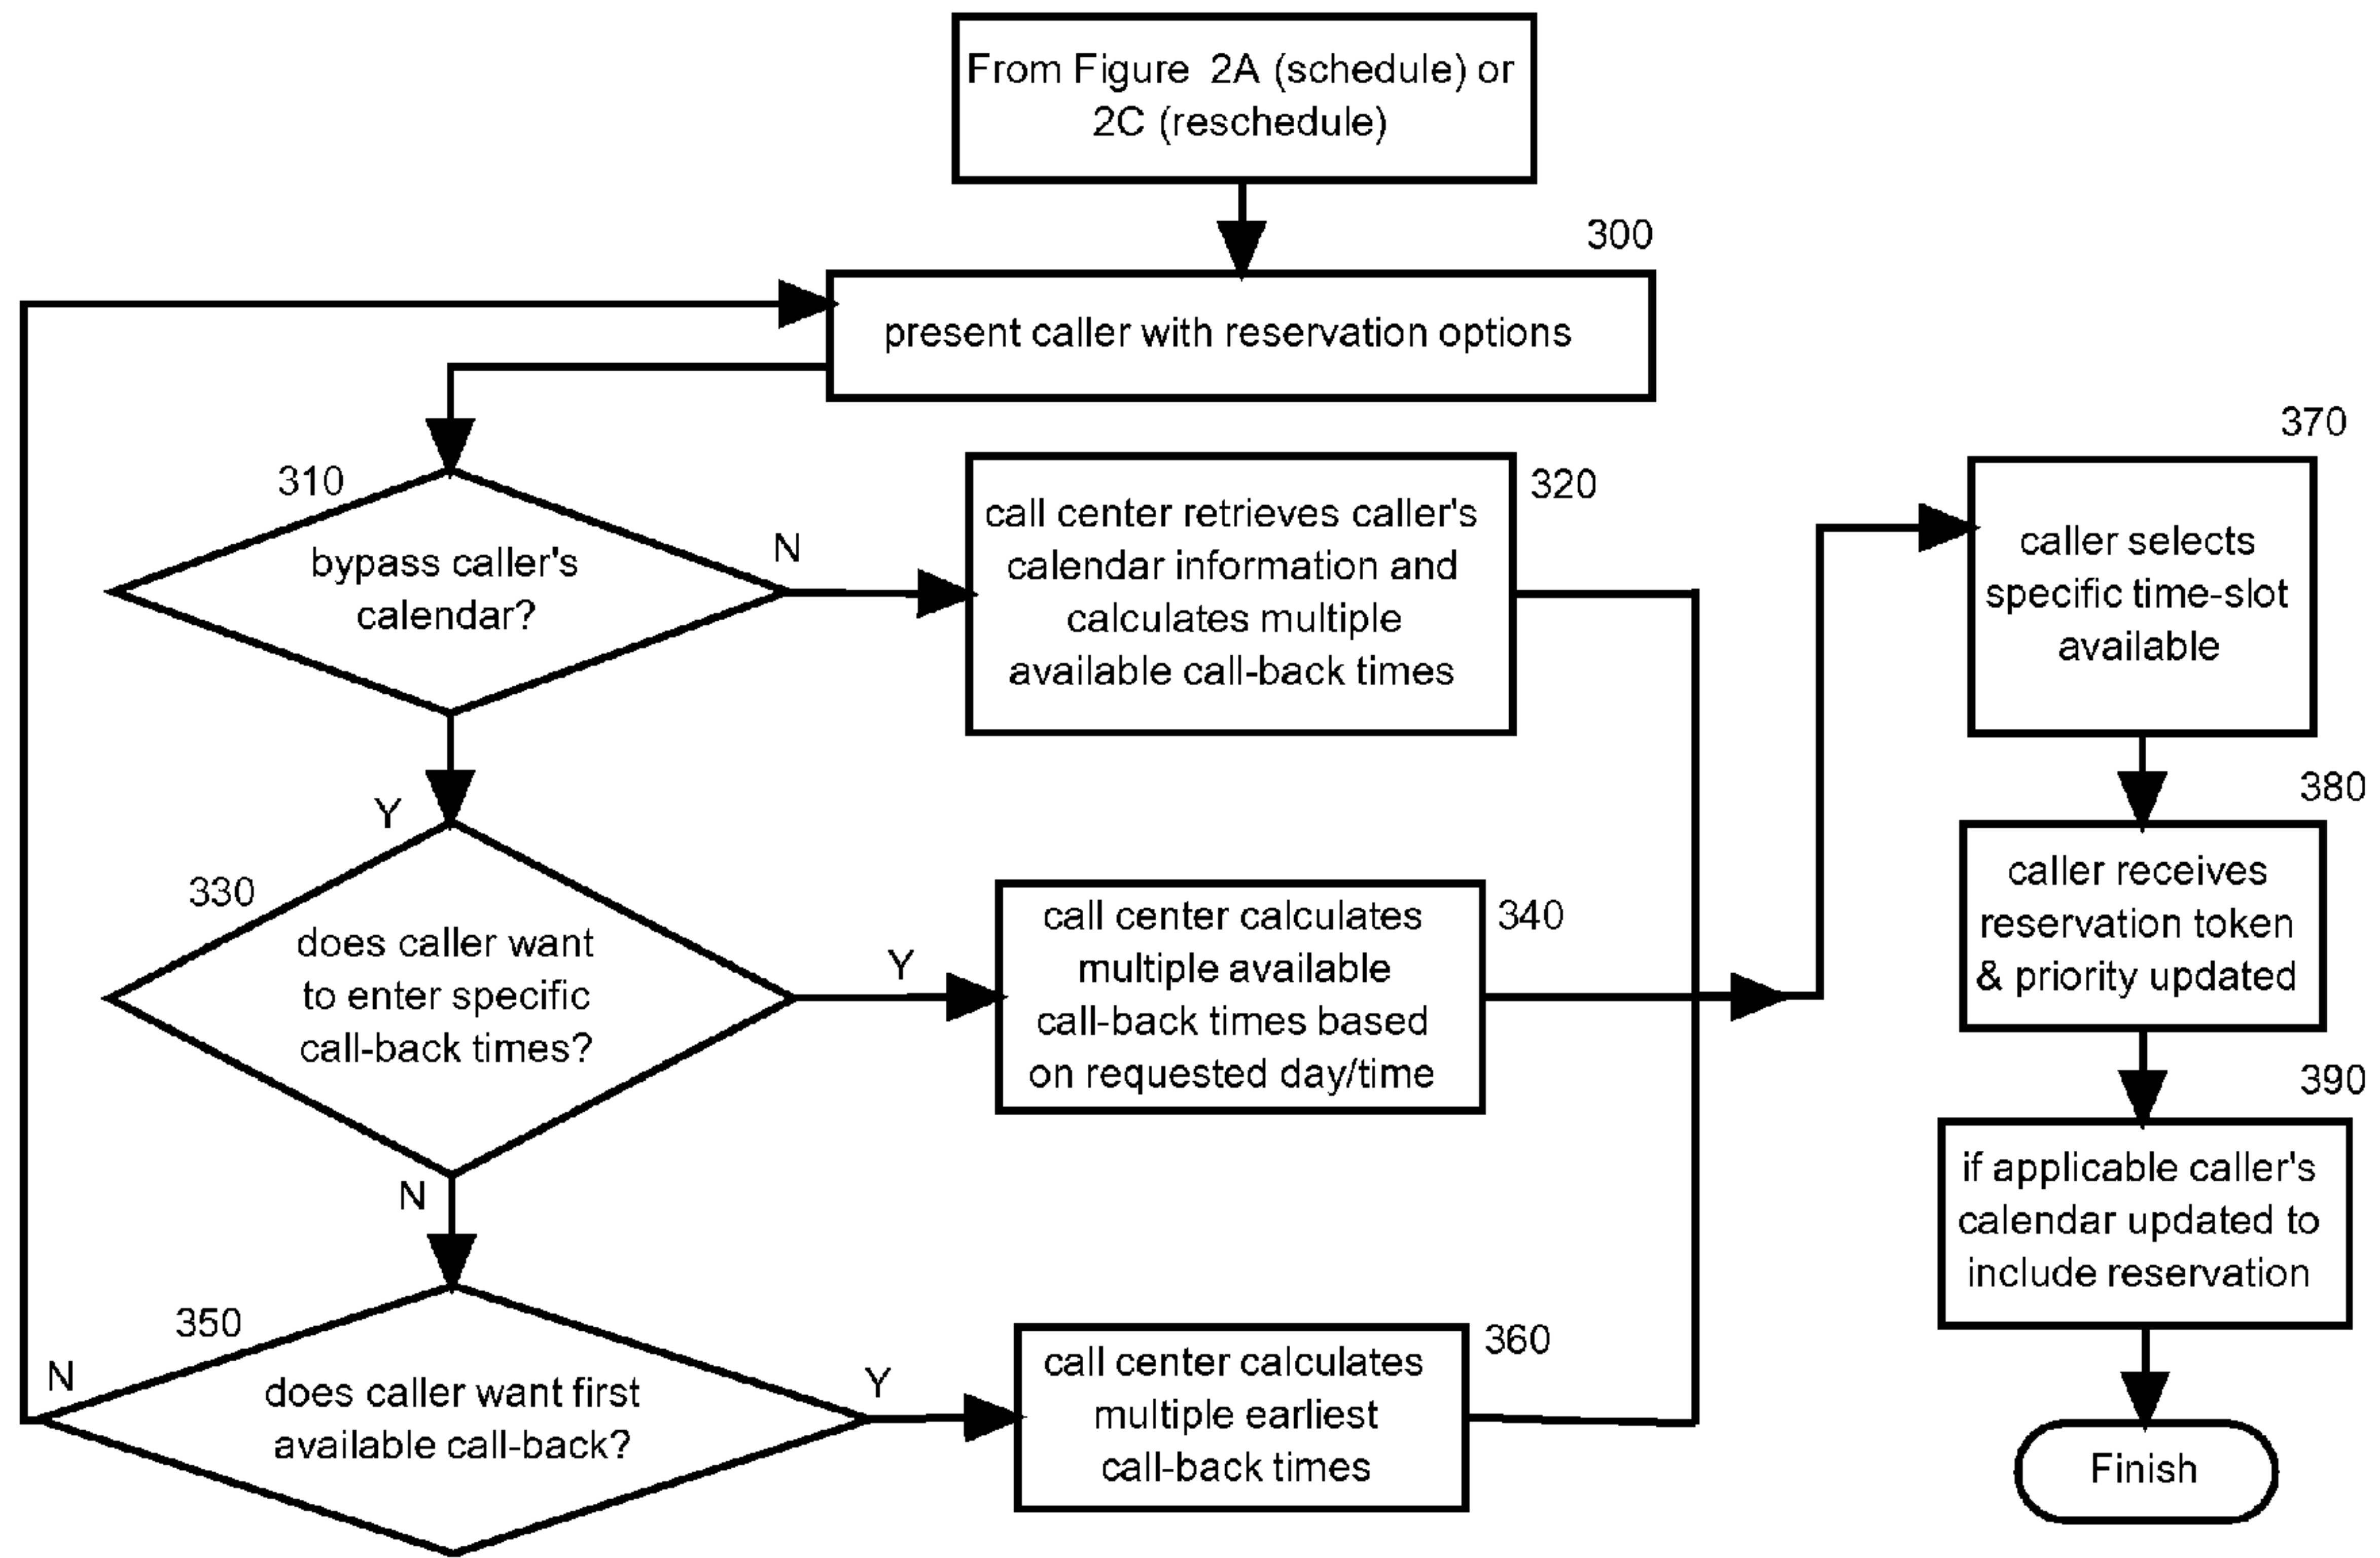 From Figure 2A (schedule) or
2C (reschedule)
300
present caller with reservation options
310
bypass caller's
calendar?
N
Y
320
call center retrieves caller's
calendar information and
calculates multiple
available call-back times
330
does caller want
to enter specific
call-back times?
Y
N
340
call center calculates
multiple available
call-back times based
on requested day/time
350
does caller want first
available call-back?
N
Y
360
call center calculates
multiple earliest
call-back times
370
caller selects
specific time-slot
available
380
caller receives
reservation token
& priority updated
390
if applicable caller's
calendar updated to
include reservation
Finish